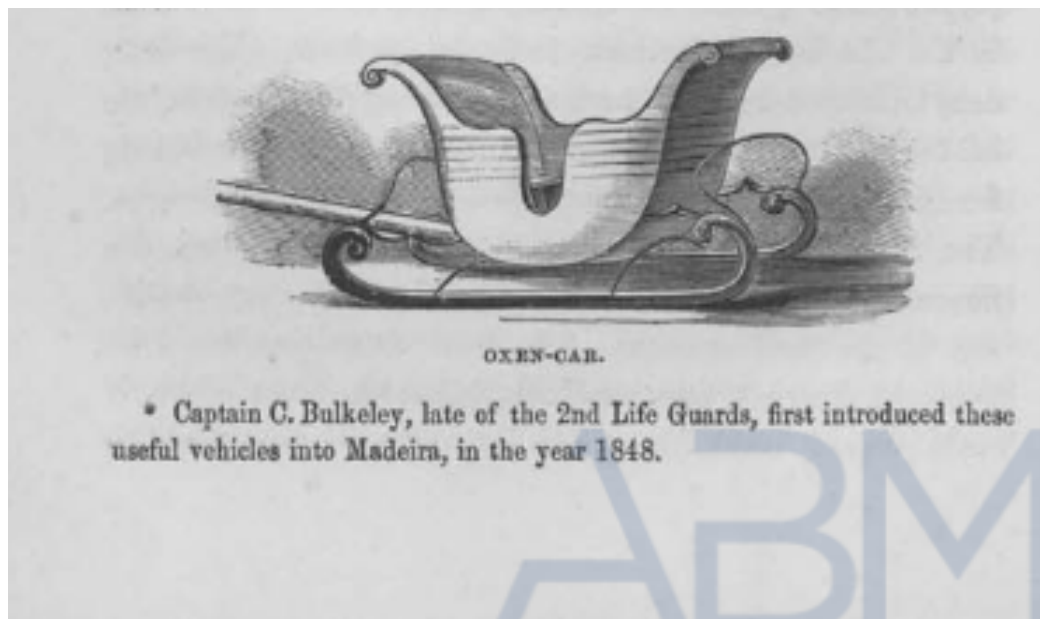 OXEN-CAR.
* Captain C. Bulkeley, late of the 2nd Life Guards, first introduced these
useful vehicles into Madeira, in the year 1848.
ABM